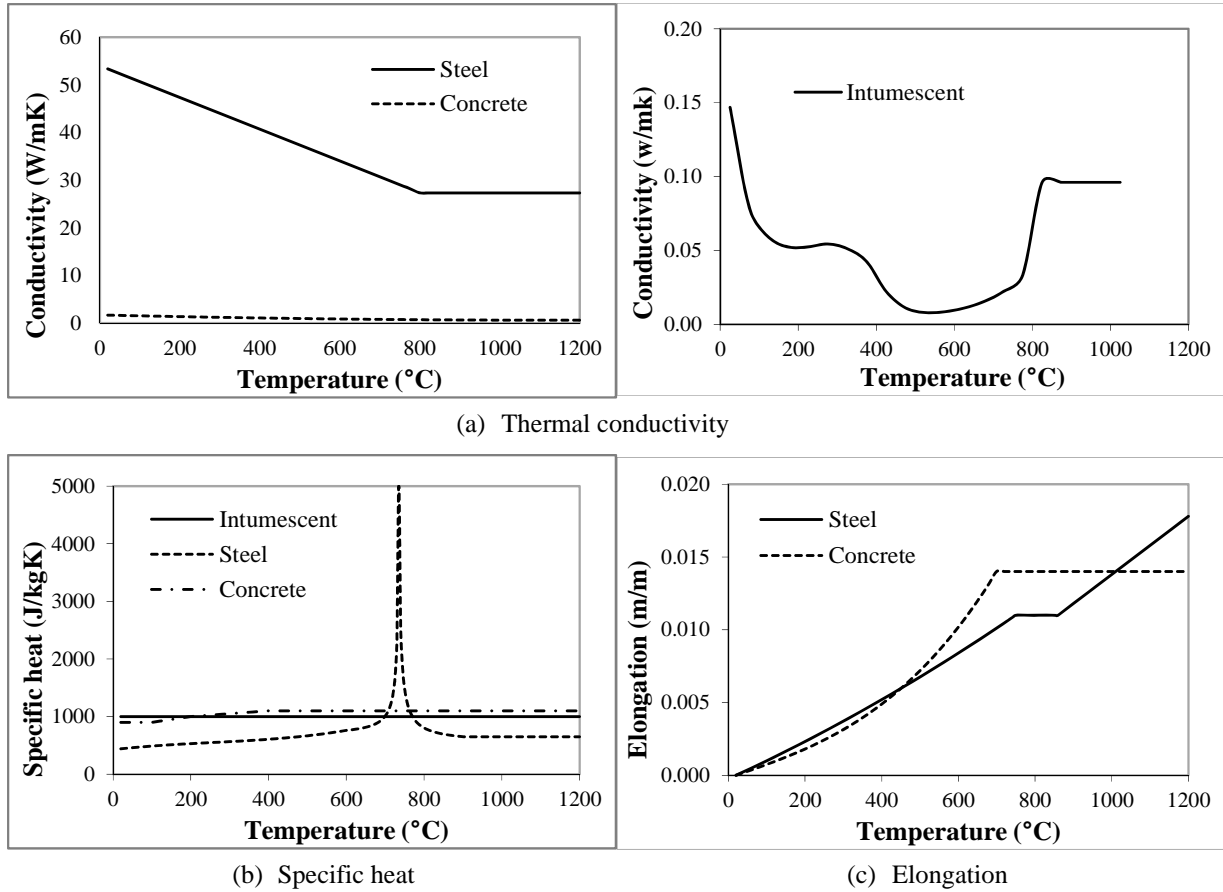 60
50
40
30
20
10
0
Conductivity (W/mK)
Steel
Concrete
0 200 400 600 800 1000 1200
Temperature (°C)
0.20
0.15
0.10
0.05
0.00
Conductivity (w/mk)
Intumescent
0 200 400 600 800 1000 1200
Temperature (°C)
(a) Thermal conductivity
5000
4000
3000
2000
1000
0
Specific heat (J/kgK)
Intumescent
Steel
Concrete
0 200 400 600 800 1000 1200
Temperature (°C)
0.020
0.015
0.010
0.005
0.000
Elongation (m/m)
Steel
Concrete
0 200 400 600 800 1000 1200
Temperature (°C)
(b) Specific heat
(c) Elongation